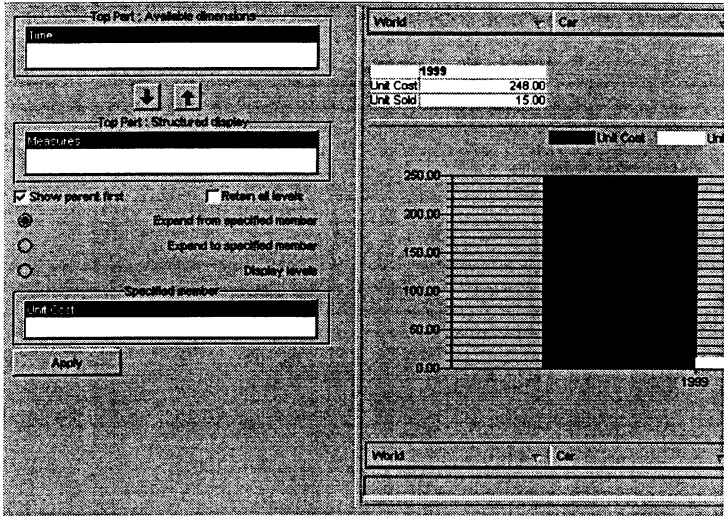 Top Part : Available dimensions
Time
Top Part : Structured display
Measures
Show parent first
Retain all levels
Expand from specified member
Expand to specified member
Display levels
Specified member
Unit Cost
Apply
World Car
1999
Unit Cost 248.00
Unit Sold 15.00
Unit Cost Uni
250.00
200.00
150.00
100.00
50.00
0.00
1999
World Car